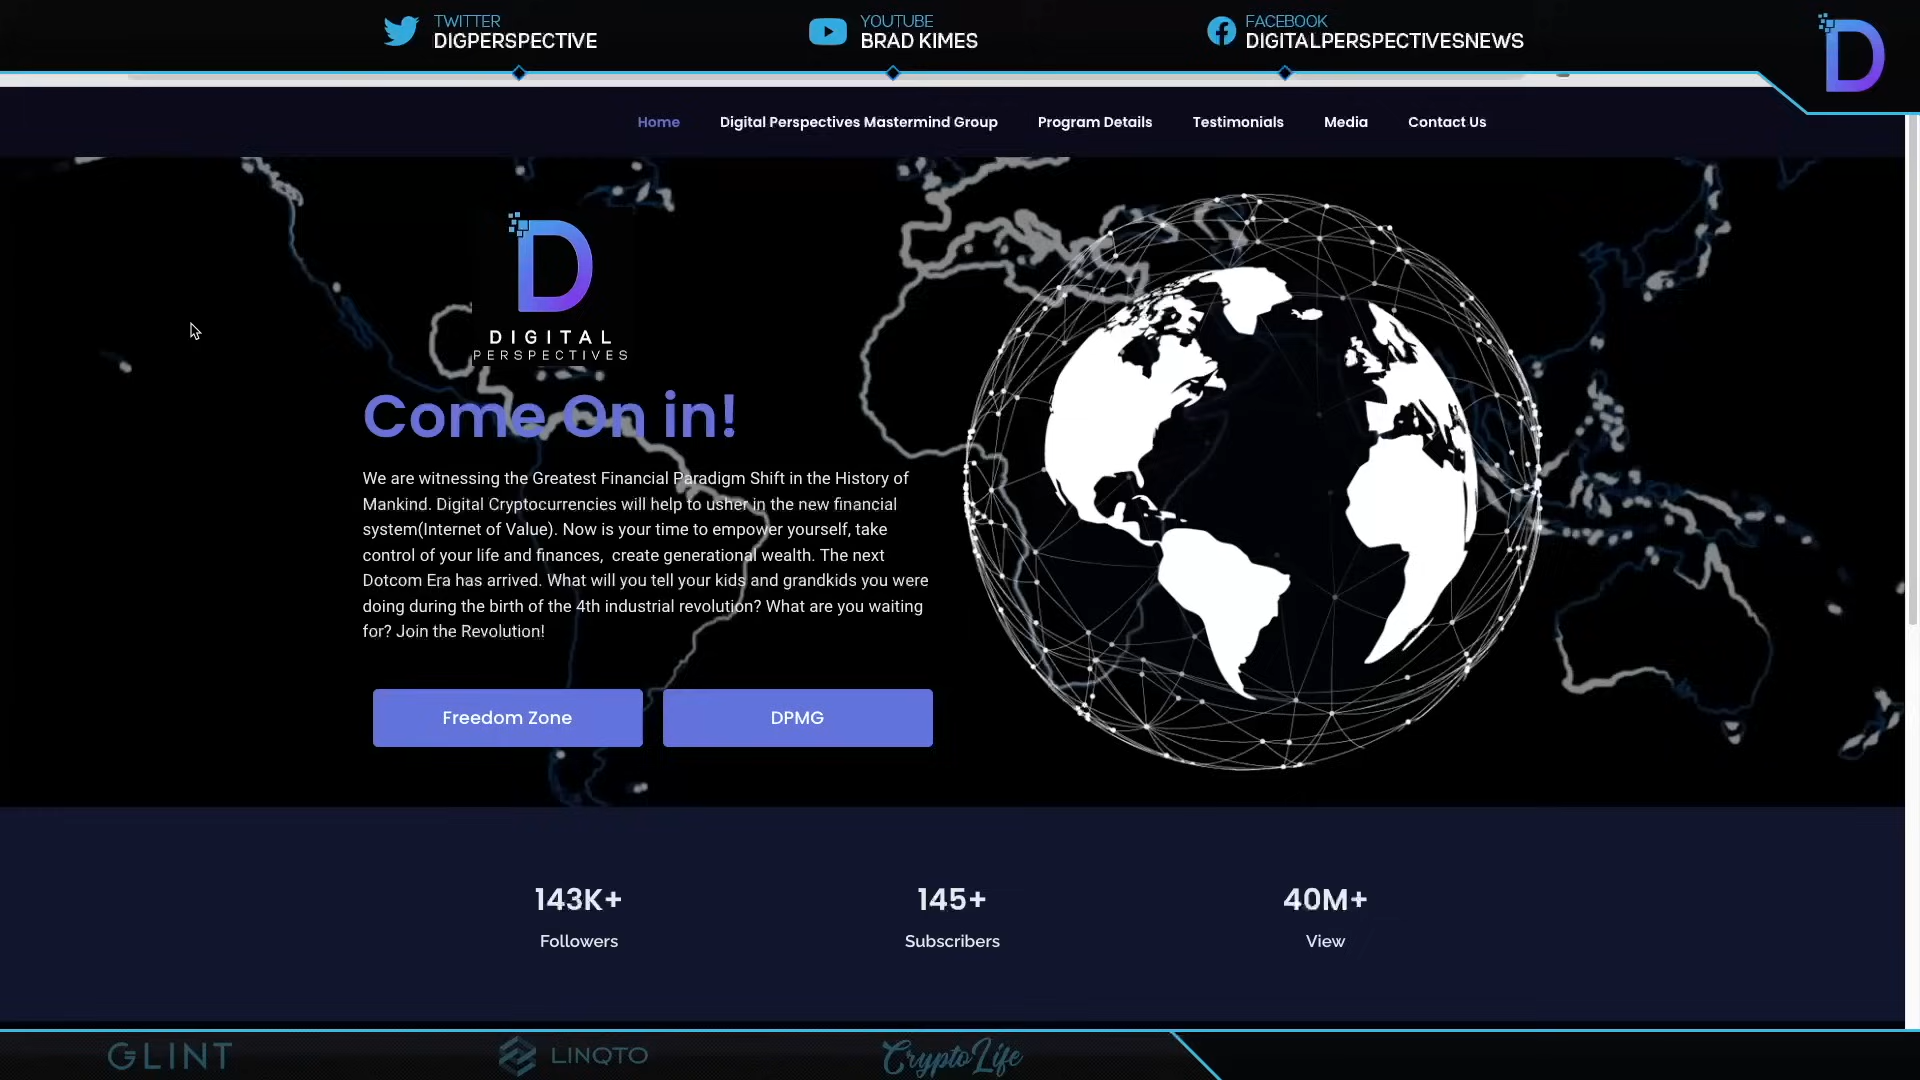 TWITTER
DIGPERSPECTIVE
YOUTUBE
BRAD KIMES
FACEBOOK
DIGITALPERSPECTIVESNEWS
Home
Digital Perspectives Mastermind Group
Program Details
Testimonials
Media
Contact Us
DIGITAL
PERSPECTIVES
Come On in!
We are witnessing the Greatest Financial Paradigm Shift in the History of
Mankind. Digital Cryptocurrencies will help to usher in the new financial
system(Internet of Value). Now is your time to empower yourself, take
control of your life and finances,  create generational wealth. The next
Dotcom Era has arrived. What will you tell your kids and grandkids you were
doing during the birth of the 4th industrial revolution? What are you waiting
for? Join the Revolution!
Freedom Zone
DPMG
143K+
Followers
145+
Subscribers
40M+
View
GLINT
LINQTO
CryptoLife